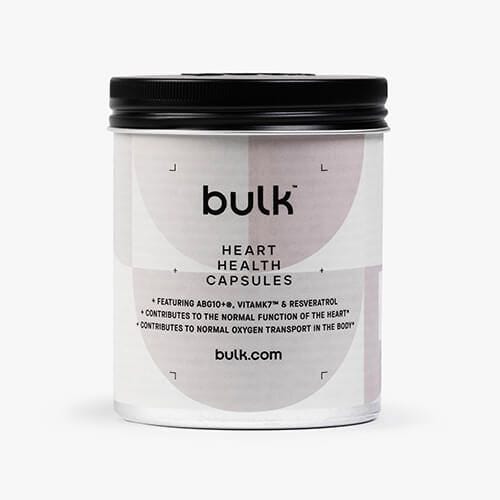 bulk™
HEART
HEALTH
CAPSULES
+ FEATURING ABG10+®, VITAMK7™ & RESVERATROL
+ CONTRIBUTES TO THE NORMAL FUNCTION OF THE HEART*
+ CONTRIBUTES TO NORMAL OXYGEN TRANSPORT IN THE BODY*
bulk.com